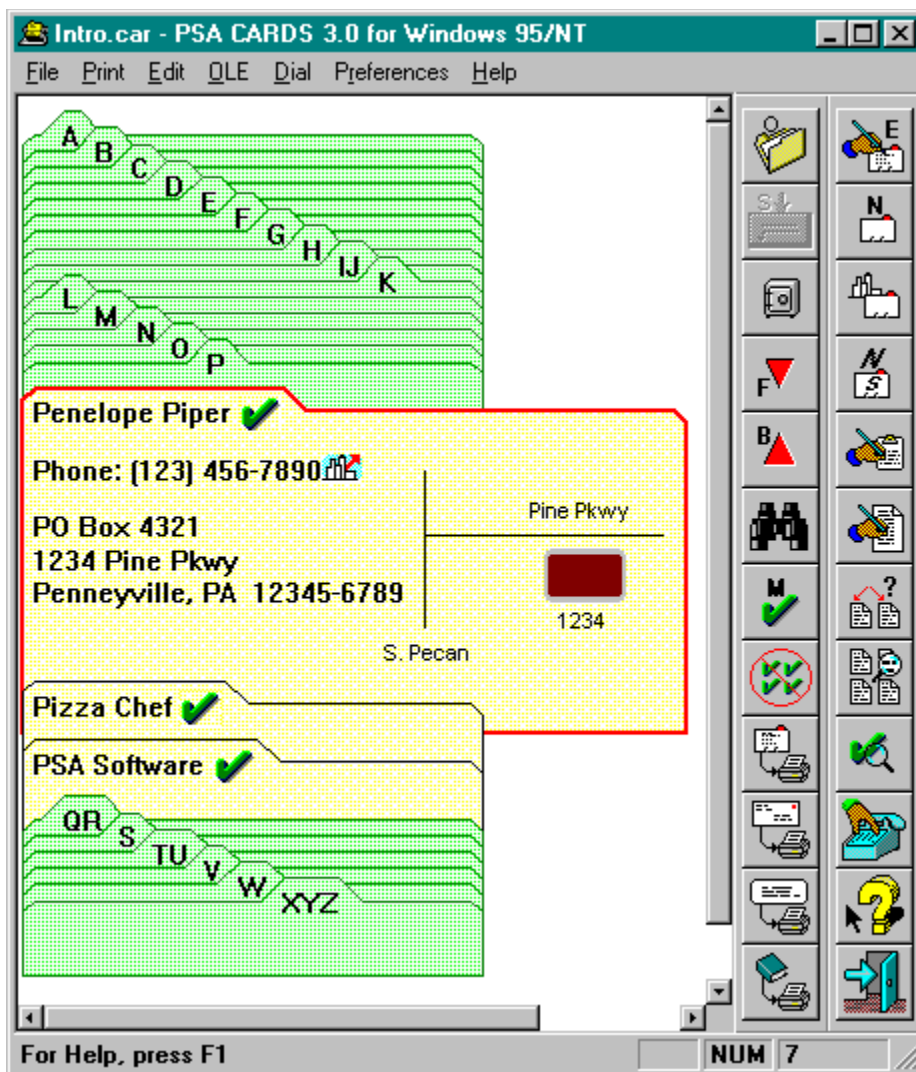 Intro.car - PSA CARDS 3.0 for Windows 95/NT
File Print Edit OLE Dial Preferences Help
A
B
C
D
E
F
G
H
IJ
K
L
M
N
O
P
Penelope Piper
Phone: (123) 456-7890
PO Box 4321
1234 Pine Pkwy
Penneyville, PA 12345-6789
Pine Pkwy
1234
S. Pecan
Pizza Chef
PSA Software
QR
S
TU
V
W
XYZ
O
E
S
N
F
N
S
B
M
?
For Help, press F1
NUM 7